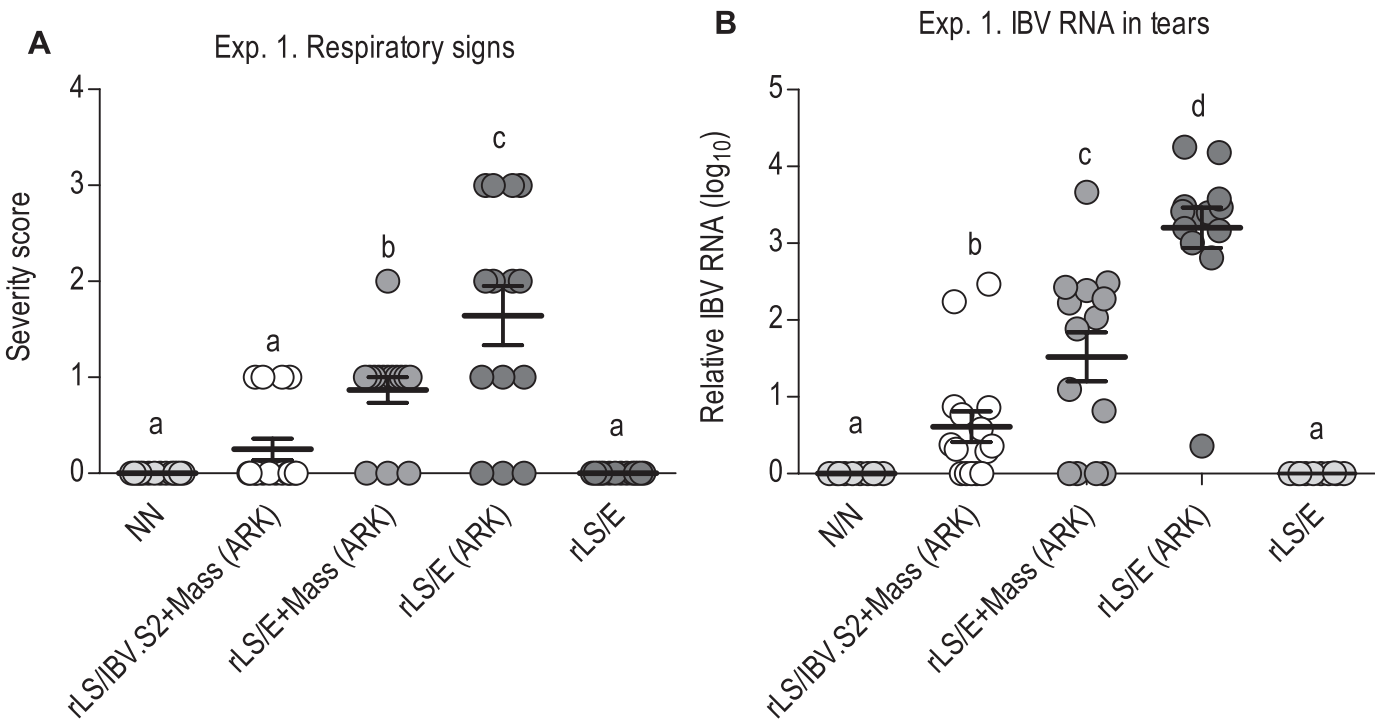 A
Exp. 1. Respiratory signs
Severity score
4
3
2
1
0
a
a
b
c
a
NN
rLS/IBV.S2+Mass (ARK)
rLS/E+Mass (ARK)
rLS/E (ARK)
rLS/E
B
Exp. 1. IBV RNA in tears
Relative IBV RNA (log10)
5
4
3
2
1
0
a
b
c
d
a
N/N
rLS/IBV.S2+Mass (ARK)
rLS/E+Mass (ARK)
rLS/E (ARK)
rLS/E